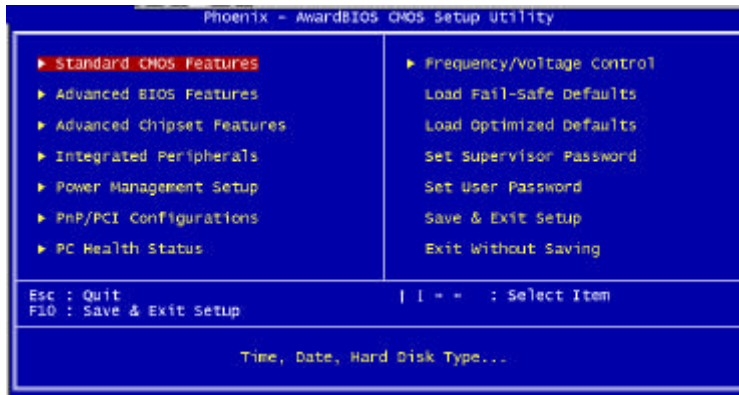 Phoenix - AwardBIOS CMOS Setup Utility
▶ Standard CMOS Features
▶ Advanced BIOS Features
▶ Advanced Chipset Features
▶ Integrated Peripherals
▶ Power Management Setup
▶ PnP/PCI Configurations
▶ PC Health Status
▶ Frequency/Voltage Control
Load Fail-Safe Defaults
Load Optimized Defaults
Set Supervisor Password
Set User Password
Save & Exit Setup
Exit Without Saving
Esc : Quit
F10 : Save & Exit Setup
: Select Item
Time, Date, Hard Disk Type...